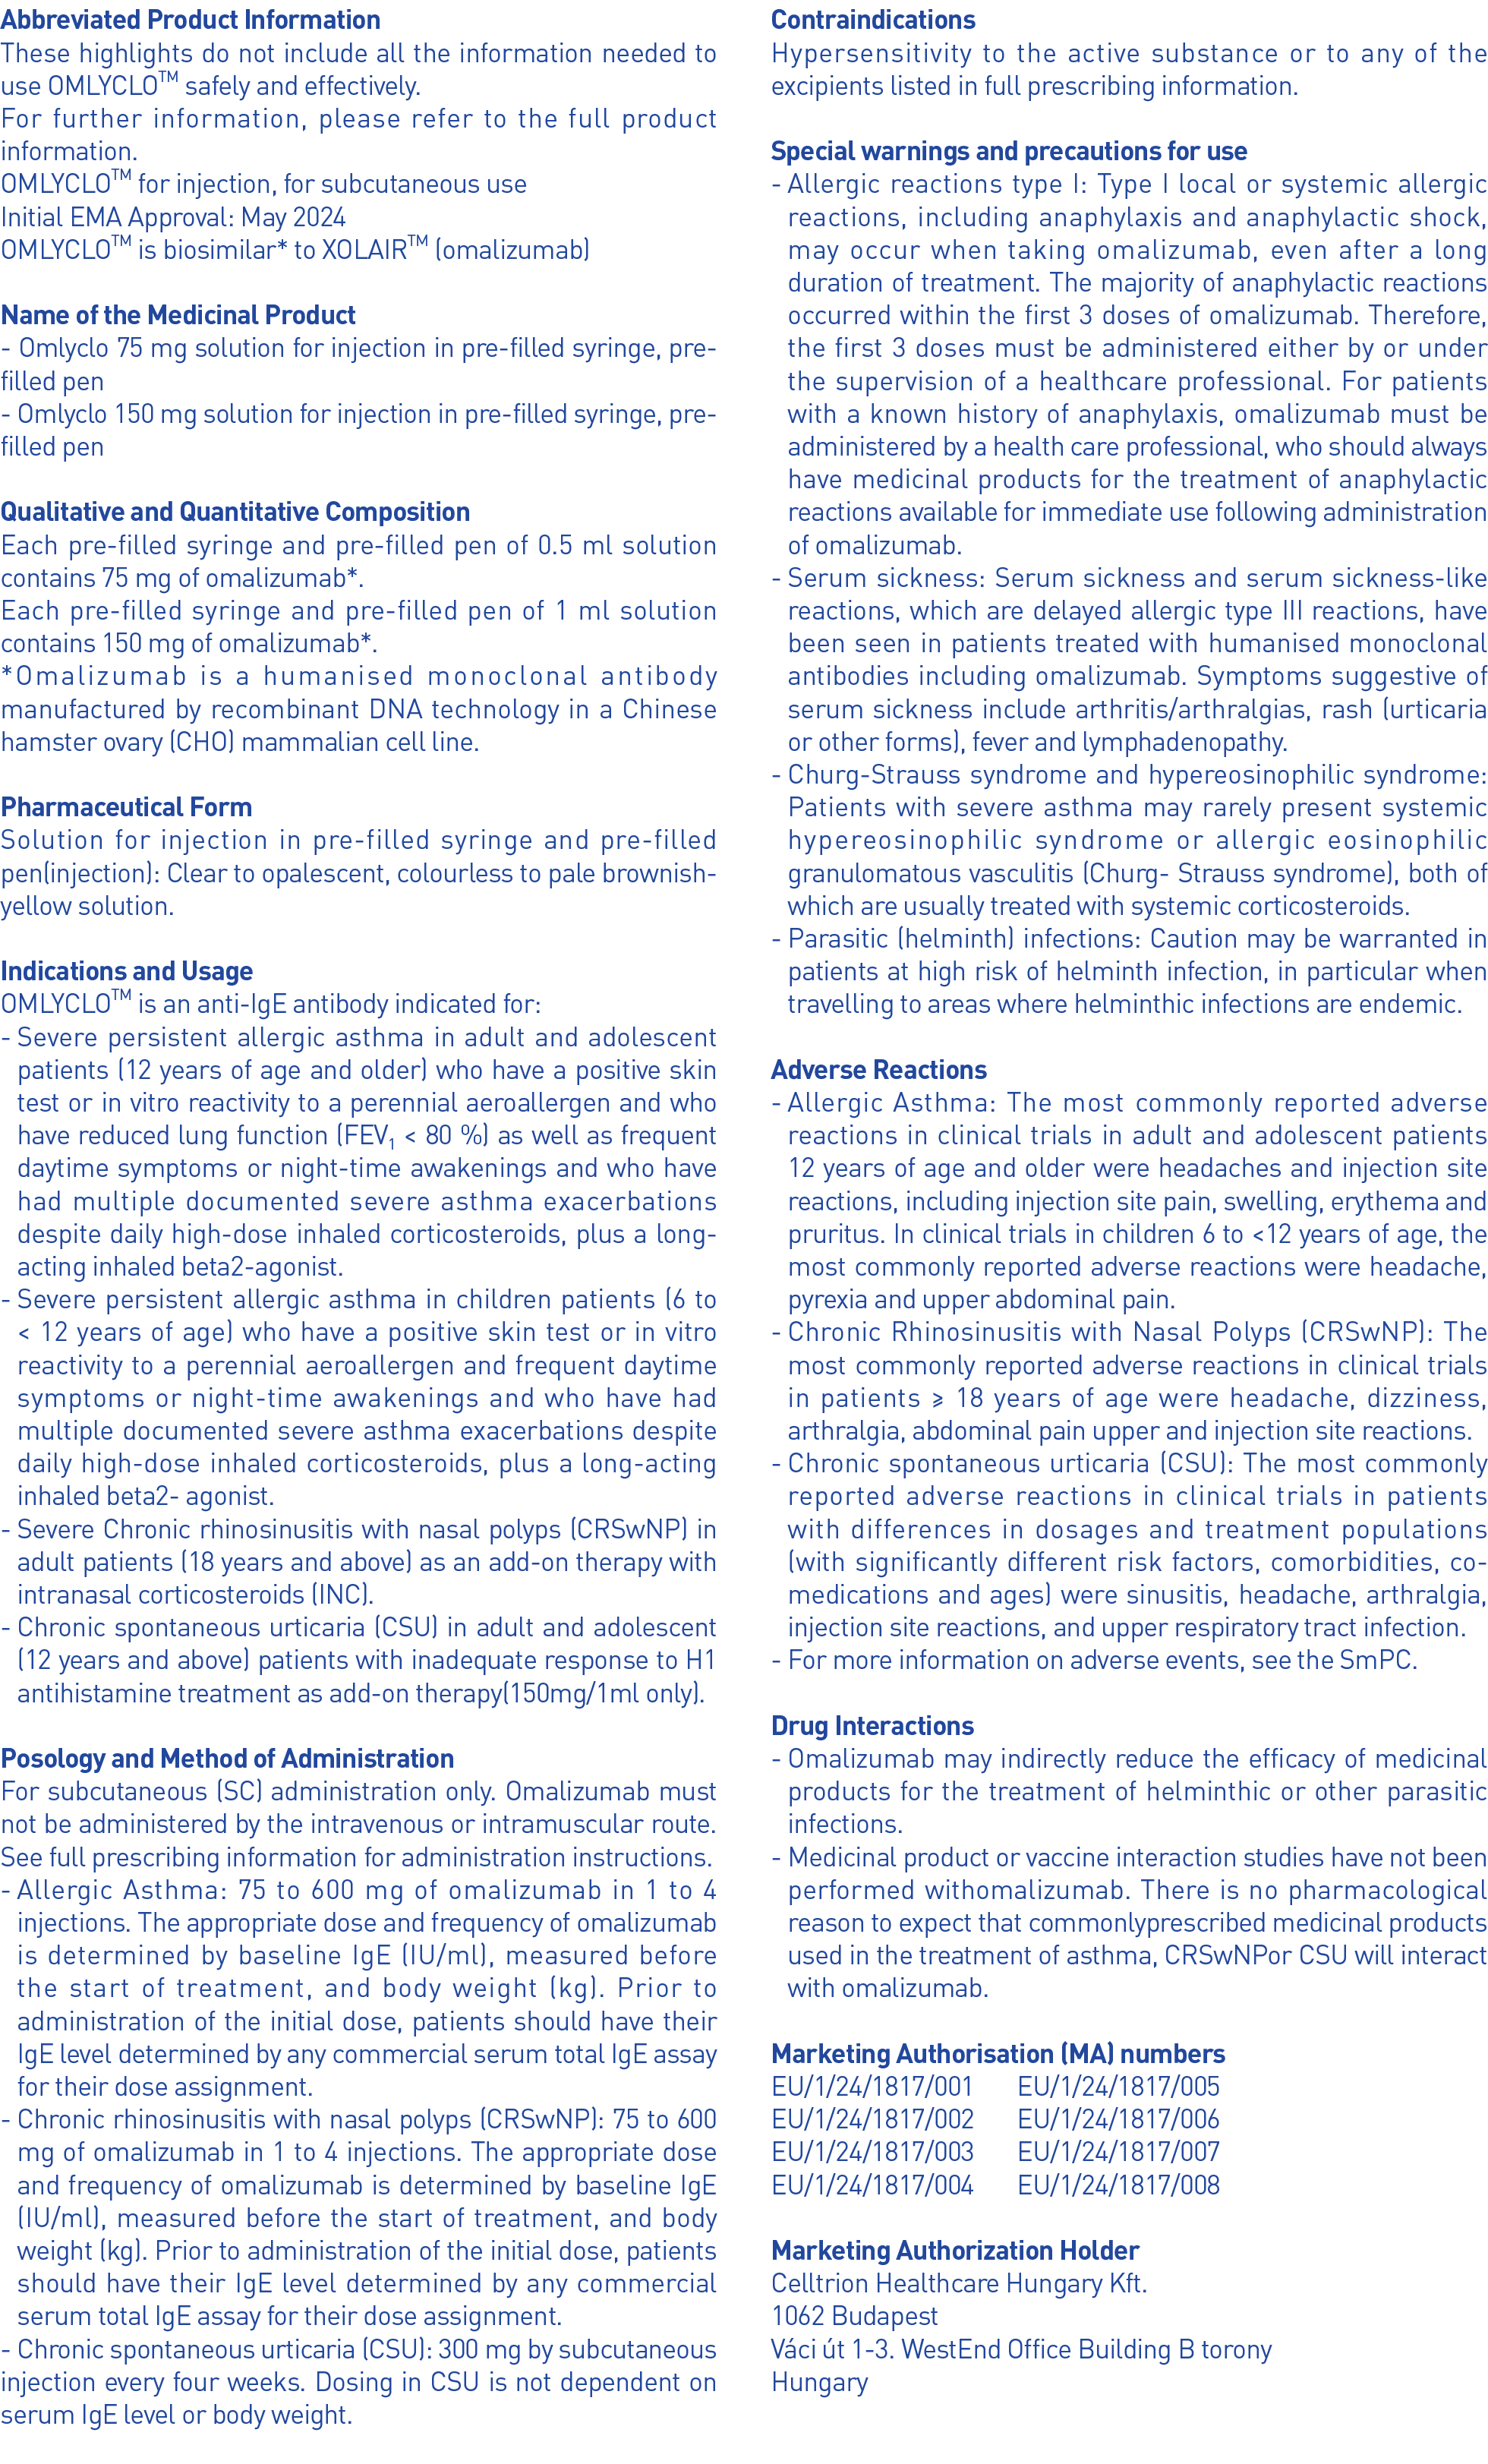 Abbreviated Product Information
These highlights do not include all the information needed to
use OMLYCLO™ safely and effectively.
For further information, please refer to the full product
information.
OMLYCLO™ for injection, for subcutaneous use
Initial EMA Approval: May 2024
OMLYCLO™ is biosimilar* to XOLAIR™ (omalizumab)

Name of the Medicinal Product
- Omlyclo 75 mg solution for injection in pre-filled syringe, pre-
filled pen
- Omlyclo 150 mg solution for injection in pre-filled syringe, pre-
filled pen

Qualitative and Quantitative Composition
Each pre-filled syringe and pre-filled pen of 0.5 ml solution
contains 75 mg of omalizumab*.
Each pre-filled syringe and pre-filled pen of 1 ml solution
contains 150 mg of omalizumab*.
*Omalizumab is a humanised monoclonal antibody
manufactured by recombinant DNA technology in a Chinese
hamster ovary (CHO) mammalian cell line.

Pharmaceutical Form
Solution for injection in pre-filled syringe and pre-filled
pen(injection): Clear to opalescent, colourless to pale brownish-
yellow solution.

Indications and Usage
OMLYCLO™ is an anti-IgE antibody indicated for:
- Severe persistent allergic asthma in adult and adolescent
patients (12 years of age and older) who have a positive skin
test or in vitro reactivity to a perennial aeroallergen and who
have reduced lung function (FEV₁ < 80 %) as well as frequent
daytime symptoms or night-time awakenings and who have
had multiple documented severe asthma exacerbations
despite daily high-dose inhaled corticosteroids, plus a long-
acting inhaled beta2-agonist.
- Severe persistent allergic asthma in children patients (6 to
< 12 years of age) who have a positive skin test or in vitro
reactivity to a perennial aeroallergen and frequent daytime
symptoms or night-time awakenings and who have had
multiple documented severe asthma exacerbations despite
daily high-dose inhaled corticosteroids, plus a long-acting
inhaled beta2- agonist.
- Severe Chronic rhinosinusitis with nasal polyps (CRSwNP) in
adult patients (18 years and above) as an add-on therapy with
intranasal corticosteroids (INC).
- Chronic spontaneous urticaria (CSU) in adult and adolescent
(12 years and above) patients with inadequate response to H1
antihistamine treatment as add-on therapy(150mg/1ml only).

Posology and Method of Administration
For subcutaneous (SC) administration only. Omalizumab must
not be administered by the intravenous or intramuscular route.
See full prescribing information for administration instructions.
- Allergic Asthma: 75 to 600 mg of omalizumab in 1 to 4
injections. The appropriate dose and frequency of omalizumab
is determined by baseline IgE (IU/ml), measured before
the start of treatment, and body weight (kg). Prior to
administration of the initial dose, patients should have their
IgE level determined by any commercial serum total IgE assay
for their dose assignment.
- Chronic rhinosinusitis with nasal polyps (CRSwNP): 75 to 600
mg of omalizumab in 1 to 4 injections. The appropriate dose
and frequency of omalizumab is determined by baseline IgE
(IU/ml), measured before the start of treatment, and body
weight (kg). Prior to administration of the initial dose, patients
should have their IgE level determined by any commercial
serum total IgE assay for their dose assignment.
- Chronic spontaneous urticaria (CSU): 300 mg by subcutaneous
injection every four weeks. Dosing in CSU is not dependent on
serum IgE level or body weight.

Contraindications
Hypersensitivity to the active substance or to any of the
excipients listed in full prescribing information.

Special warnings and precautions for use
- Allergic reactions type I: Type I local or systemic allergic
reactions, including anaphylaxis and anaphylactic shock,
may occur when taking omalizumab, even after a long
duration of treatment. The majority of anaphylactic reactions
occurred within the first 3 doses of omalizumab. Therefore,
the first 3 doses must be administered either by or under
the supervision of a healthcare professional. For patients
with a known history of anaphylaxis, omalizumab must be
administered by a health care professional, who should always
have medicinal products for the treatment of anaphylactic
reactions available for immediate use following administration
of omalizumab.
- Serum sickness: Serum sickness and serum sickness-like
reactions, which are delayed allergic type III reactions, have
been seen in patients treated with humanised monoclonal
antibodies including omalizumab. Symptoms suggestive of
serum sickness include arthritis/arthralgias, rash (urticaria
or other forms), fever and lymphadenopathy.
- Churg-Strauss syndrome and hypereosinophilic syndrome:
Patients with severe asthma may rarely present systemic
hypereosinophilic syndrome or allergic eosinophilic
granulomatous vasculitis (Churg- Strauss syndrome), both of
which are usually treated with systemic corticosteroids.
- Parasitic (helminth) infections: Caution may be warranted in
patients at high risk of helminth infection, in particular when
travelling to areas where helminthic infections are endemic.

Adverse Reactions
- Allergic Asthma: The most commonly reported adverse
reactions in clinical trials in adult and adolescent patients
12 years of age and older were headaches and injection site
reactions, including injection site pain, swelling, erythema and
pruritus. In clinical trials in children 6 to <12 years of age, the
most commonly reported adverse reactions were headache,
pyrexia and upper abdominal pain.
- Chronic Rhinosinusitis with Nasal Polyps (CRSwNP): The
most commonly reported adverse reactions in clinical trials
in patients ⩾ 18 years of age were headache, dizziness,
arthralgia, abdominal pain upper and injection site reactions.
- Chronic spontaneous urticaria (CSU): The most commonly
reported adverse reactions in clinical trials in patients
with differences in dosages and treatment populations
(with significantly different risk factors, comorbidities, co-
medications and ages) were sinusitis, headache, arthralgia,
injection site reactions, and upper respiratory tract infection.
- For more information on adverse events, see the SmPC.

Drug Interactions
- Omalizumab may indirectly reduce the efficacy of medicinal
products for the treatment of helminthic or other parasitic
infections.
- Medicinal product or vaccine interaction studies have not been
performed withomalizumab. There is no pharmacological
reason to expect that commonlyprescribed medicinal products
used in the treatment of asthma, CRSwNPor CSU will interact
with omalizumab.

Marketing Authorisation (MA) numbers
EU/1/24/1817/001 EU/1/24/1817/005
EU/1/24/1817/002 EU/1/24/1817/006
EU/1/24/1817/003 EU/1/24/1817/007
EU/1/24/1817/004 EU/1/24/1817/008

Marketing Authorization Holder
Celltrion Healthcare Hungary Kft.
1062 Budapest
Váci út 1-3. WestEnd Office Building B torony
Hungary